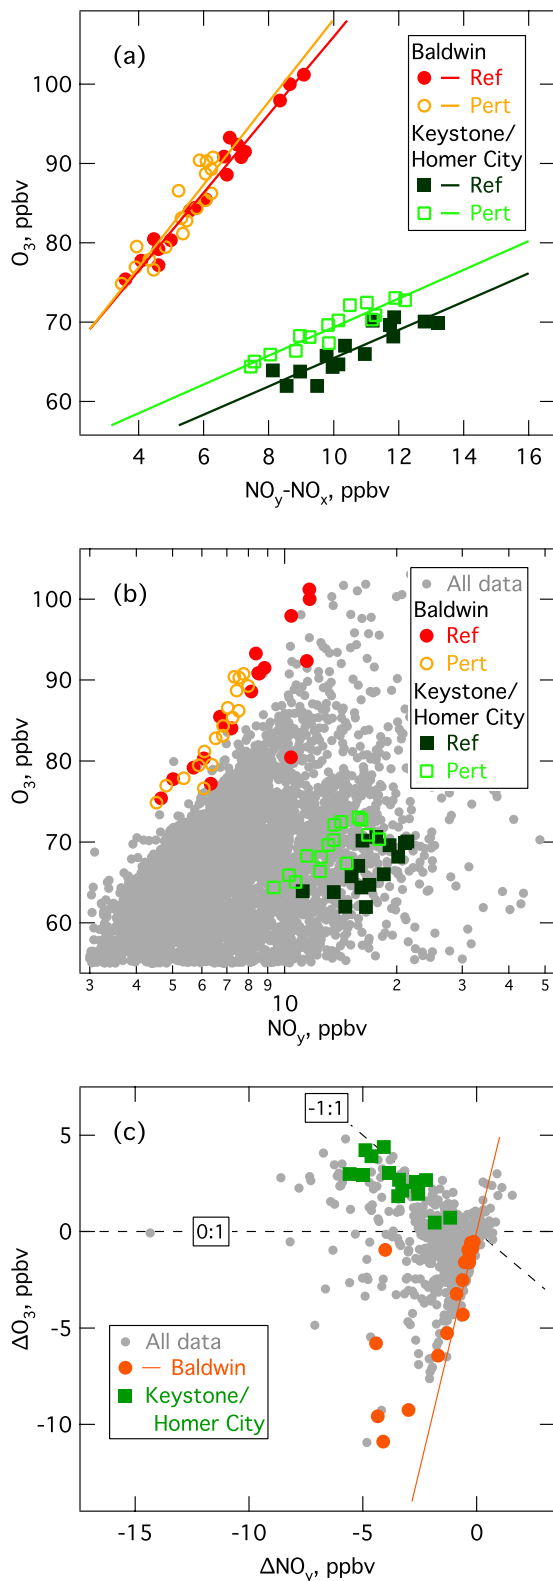 (a)
Baldwin
Ref
Pert
Keystone/
Homer City
Ref
Pert
100
90
80
70
60
O3, ppbv
4 6 8 10 12 14 16
NOy-NOx, ppbv
(b)
All data
Baldwin
Ref
Pert
Keystone/
Homer City
Ref
Pert
100
90
80
70
60
O3, ppbv
3 4 5 6 7 8 9 10 2 3 4 5
NOy, ppbv
(c)
-1:1
0:1
5
0
-5
-10
ΔO3, ppbv
All data
Baldwin
Keystone/
Homer City
-15 -10 -5 0
ΔNOy, ppbv